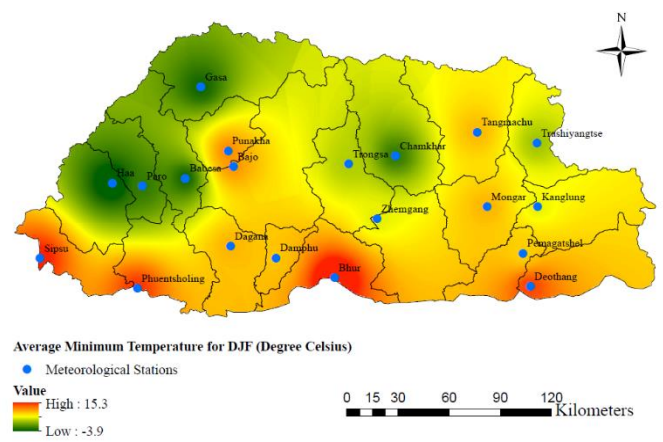 N
Gasa
Punakha
Bajo
Tangmachu
Trashiyangtse
Chamkhar
Trongsa
Haa
Paro
Babesa
Zhemgang
Mongar
Kanglung
Sipsu
Dagana
Damphu
Pemagatshel
Phuentsholing
Bhur
Deothang
Average Minimum Temperature for DJF (Degree Celsius)
Meteorological Stations
Value
High : 15.3
Low : -3.9
0 15 30 60 90 120
Kilometers